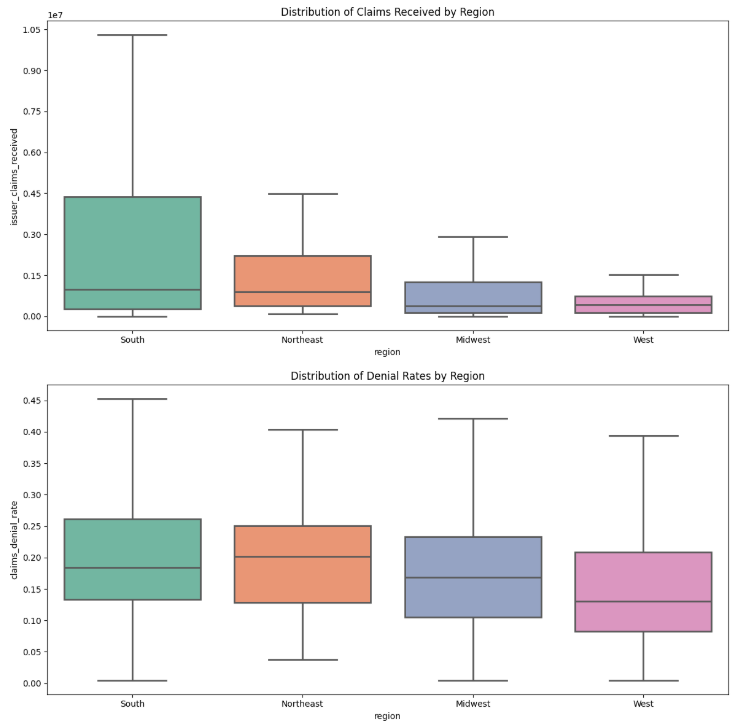 Distribution of Claims Received by Region
1e7
1.05
0.90
0.75
0.60
0.45
0.30
0.15
0.00
issuer_claims_received
South Northeast Midwest West
region
Distribution of Denial Rates by Region
0.45
0.40
0.35
0.30
0.25
0.20
0.15
0.10
0.05
0.00
claims_denial_rate
South Northeast Midwest West
region